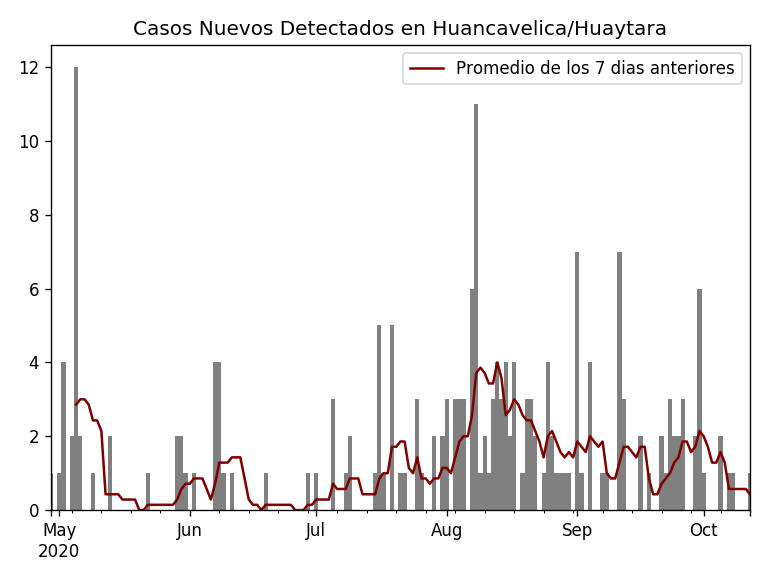 Casos Nuevos Detectados en Huancavelica/Huaytara
Promedio de los 7 dias anteriores
12
10
8
6
4
2
0
May Jun Jul Aug Sep Oct
2020